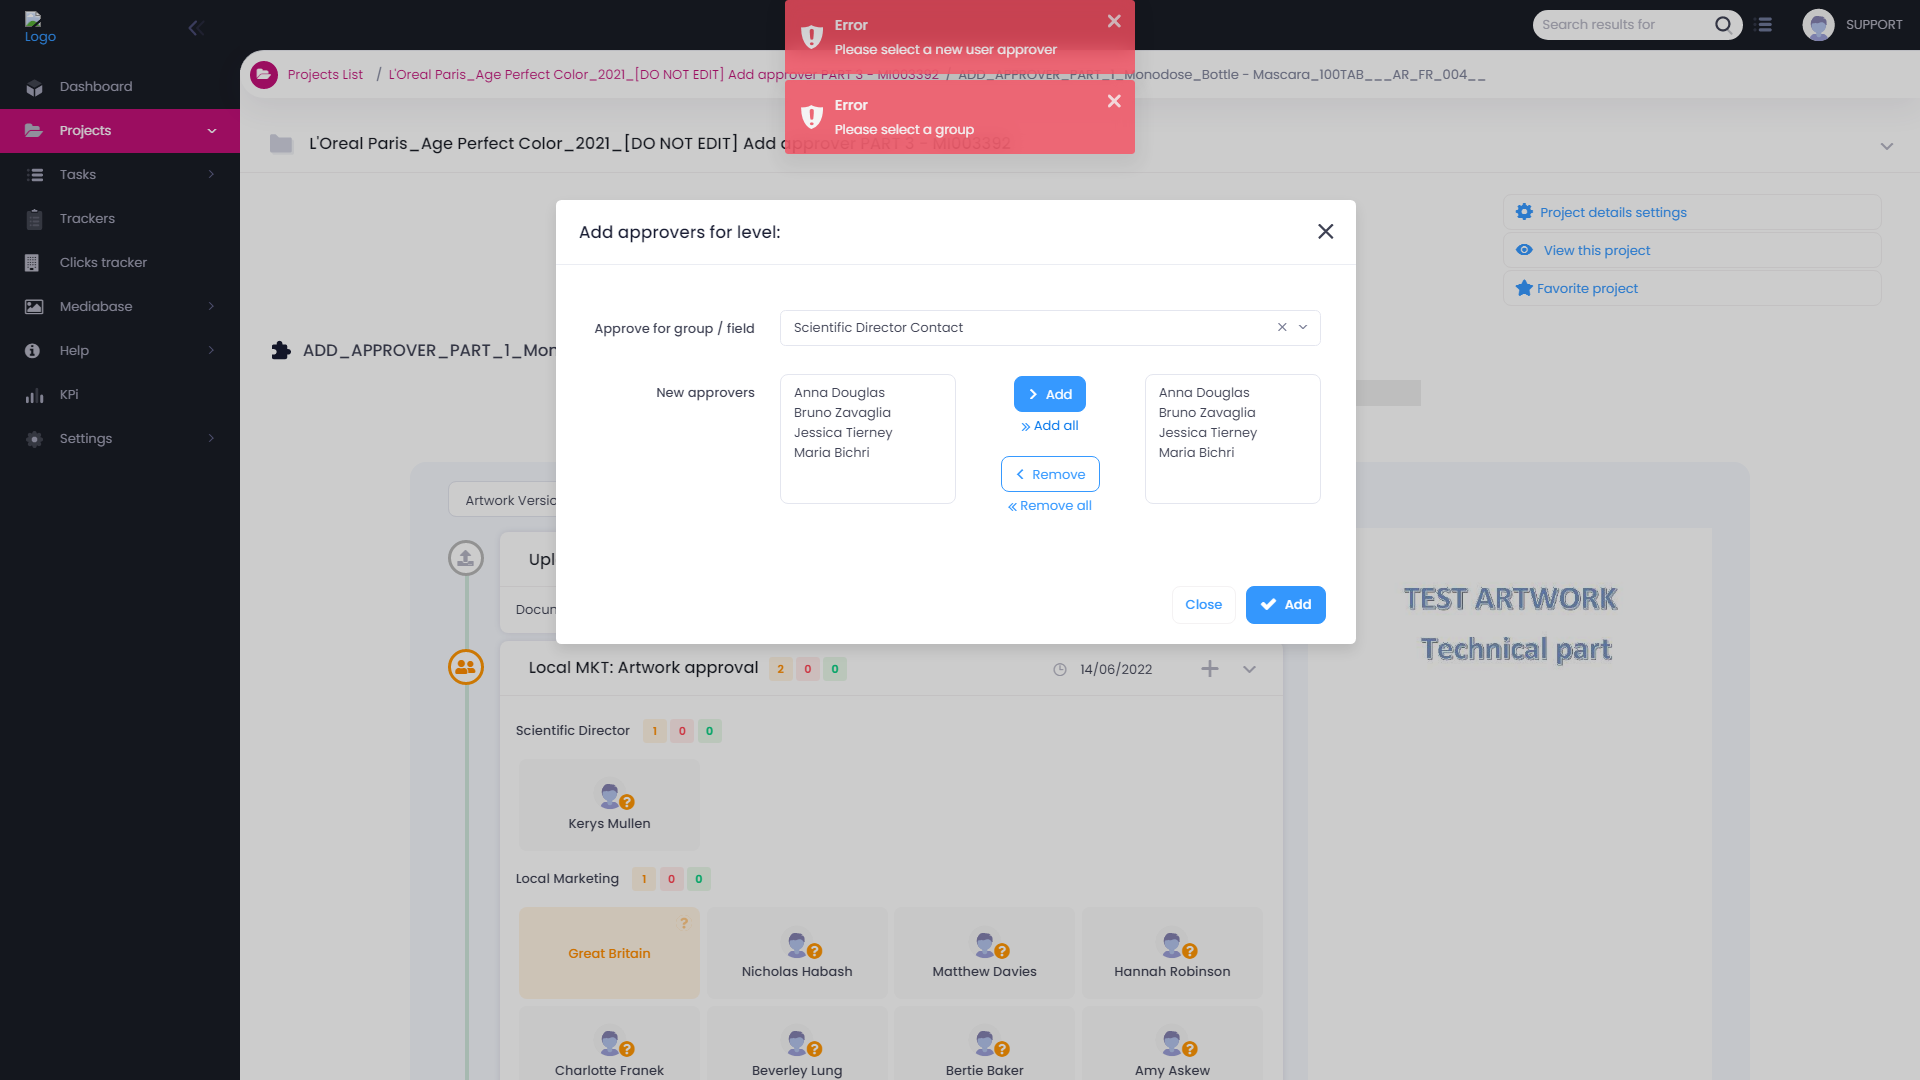 Logo
Search results for
SUPPORT
Error
Please select a new user approver
Error
Please select a group
Dashboard
Projects
Tasks
Trackers
Clicks tracker
Mediabase
Help
KPi
Settings
Projects List / L'Oreal Paris_Age Perfect Color_2021_[DO NOT EDIT] Add approver PART 3 - MI003392 / ADD_APPROVER_PART_1_Monodose_Bottle - Mascara_100TAB___AR_FR_004__
L'Oreal Paris_Age Perfect Color_2021_[DO NOT EDIT] Add approver PART 3 - MI003392
Project details settings
View this project
Favorite project
ADD_APPROVER_PART_1_Mon
Add approvers for level:
Approve for group / field
Scientific Director Contact
New approvers
Anna Douglas
Bruno Zavaglia
Jessica Tierney
Maria Bichri
Add
Add all
Remove
Remove all
Anna Douglas
Bruno Zavaglia
Jessica Tierney
Maria Bichri
Close
Add
Artwork Versio
Upl
Docum
TEST ARTWORK
Technical part
Local MKT: Artwork approval 2 0 0
14/06/2022
Scientific Director 1 0 0
?
Kerys Mullen
Local Marketing 1 0 0
?
Great Britain
?
Nicholas Habash
?
Matthew Davies
?
Hannah Robinson
?
Charlotte Franek
?
Beverley Lung
?
Bertie Baker
?
Amy Askew